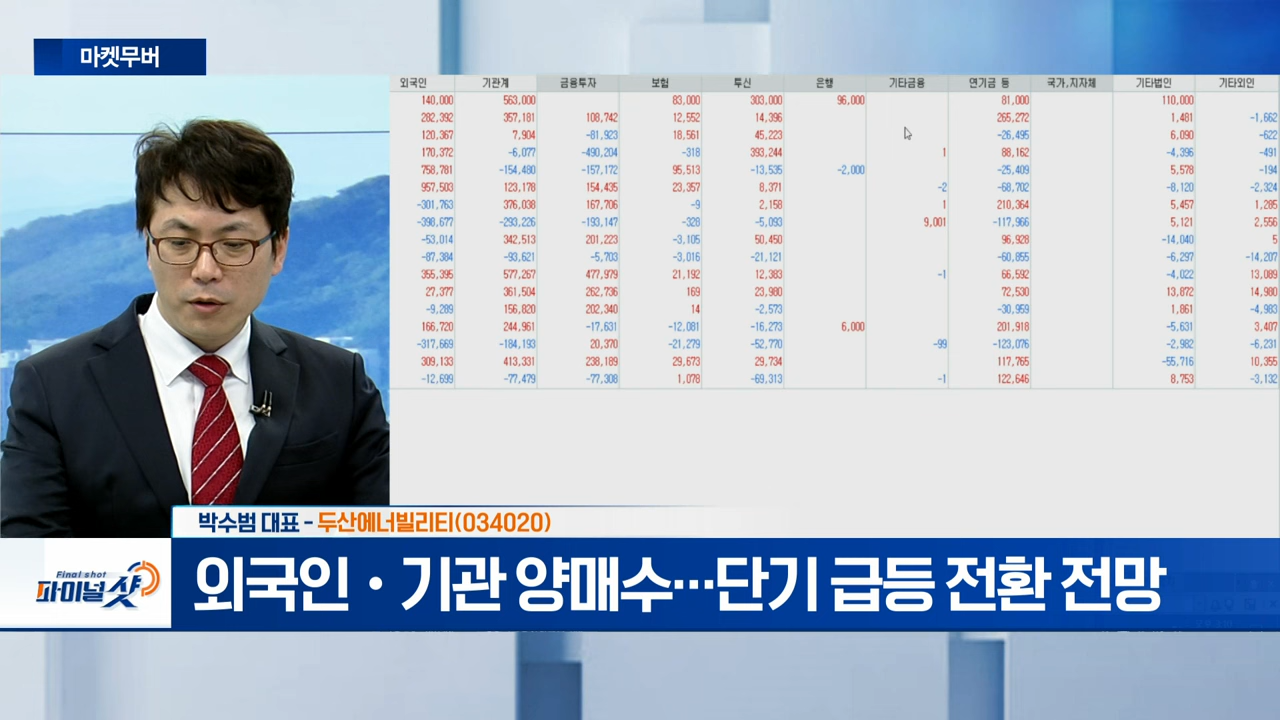 마켓무버
외국인 기관계 금융투자 보험 투신 은행 기타금융 연기금 등 국가,지자체 기타법인 기타외인
140,000 563,000 83,000 303,000 96,000 81,000 110,000
282,392 357,181 108,742 12,552 14,396 265,272 1,481 -1,662
120,367 7,904 -81,923 18,561 45,223 -26,495 6,090 -622
170,372 -6,077 -490,204 -318 393,244 1 88,162 -4,396 -491
758,781 -154,480 -157,172 95,513 -13,535 -2,000 -25,409 5,578 -194
957,503 123,178 154,435 23,357 8,371 -2 -68,702 -8,120 -2,324
-301,763 376,038 167,706 -9 2,158 1 210,364 5,457 1,285
-398,677 -293,226 -193,147 -328 -5,093 9,001 -117,966 5,121 2,556
-53,014 342,513 201,223 -3,105 50,450 96,928 -14,040 5
-87,384 -93,621 -5,703 -3,016 -21,121 -60,855 -6,297 -14,207
355,395 577,267 477,979 21,192 12,383 -1 66,592 -4,022 13,089
27,377 361,504 262,736 169 23,980 72,530 13,872 14,980
-9,289 156,820 202,340 14 -2,573 -30,959 1,861 -4,983
166,720 244,961 -17,631 -12,081 -16,273 6,000 201,918 -5,631 3,407
-317,669 -184,193 20,370 -21,279 -52,770 -99 -123,076 -2,982 -6,231
309,133 413,331 238,189 29,673 29,734 117,765 -55,716 10,355
-12,699 -77,479 -77,308 1,078 -69,313 -1 122,646 8,753 -3,132
박수범 대표 - 두산에너빌리티(034020)
Final shot
파이널샷
외국인・기관 양매수…단기 급등 전환 전망